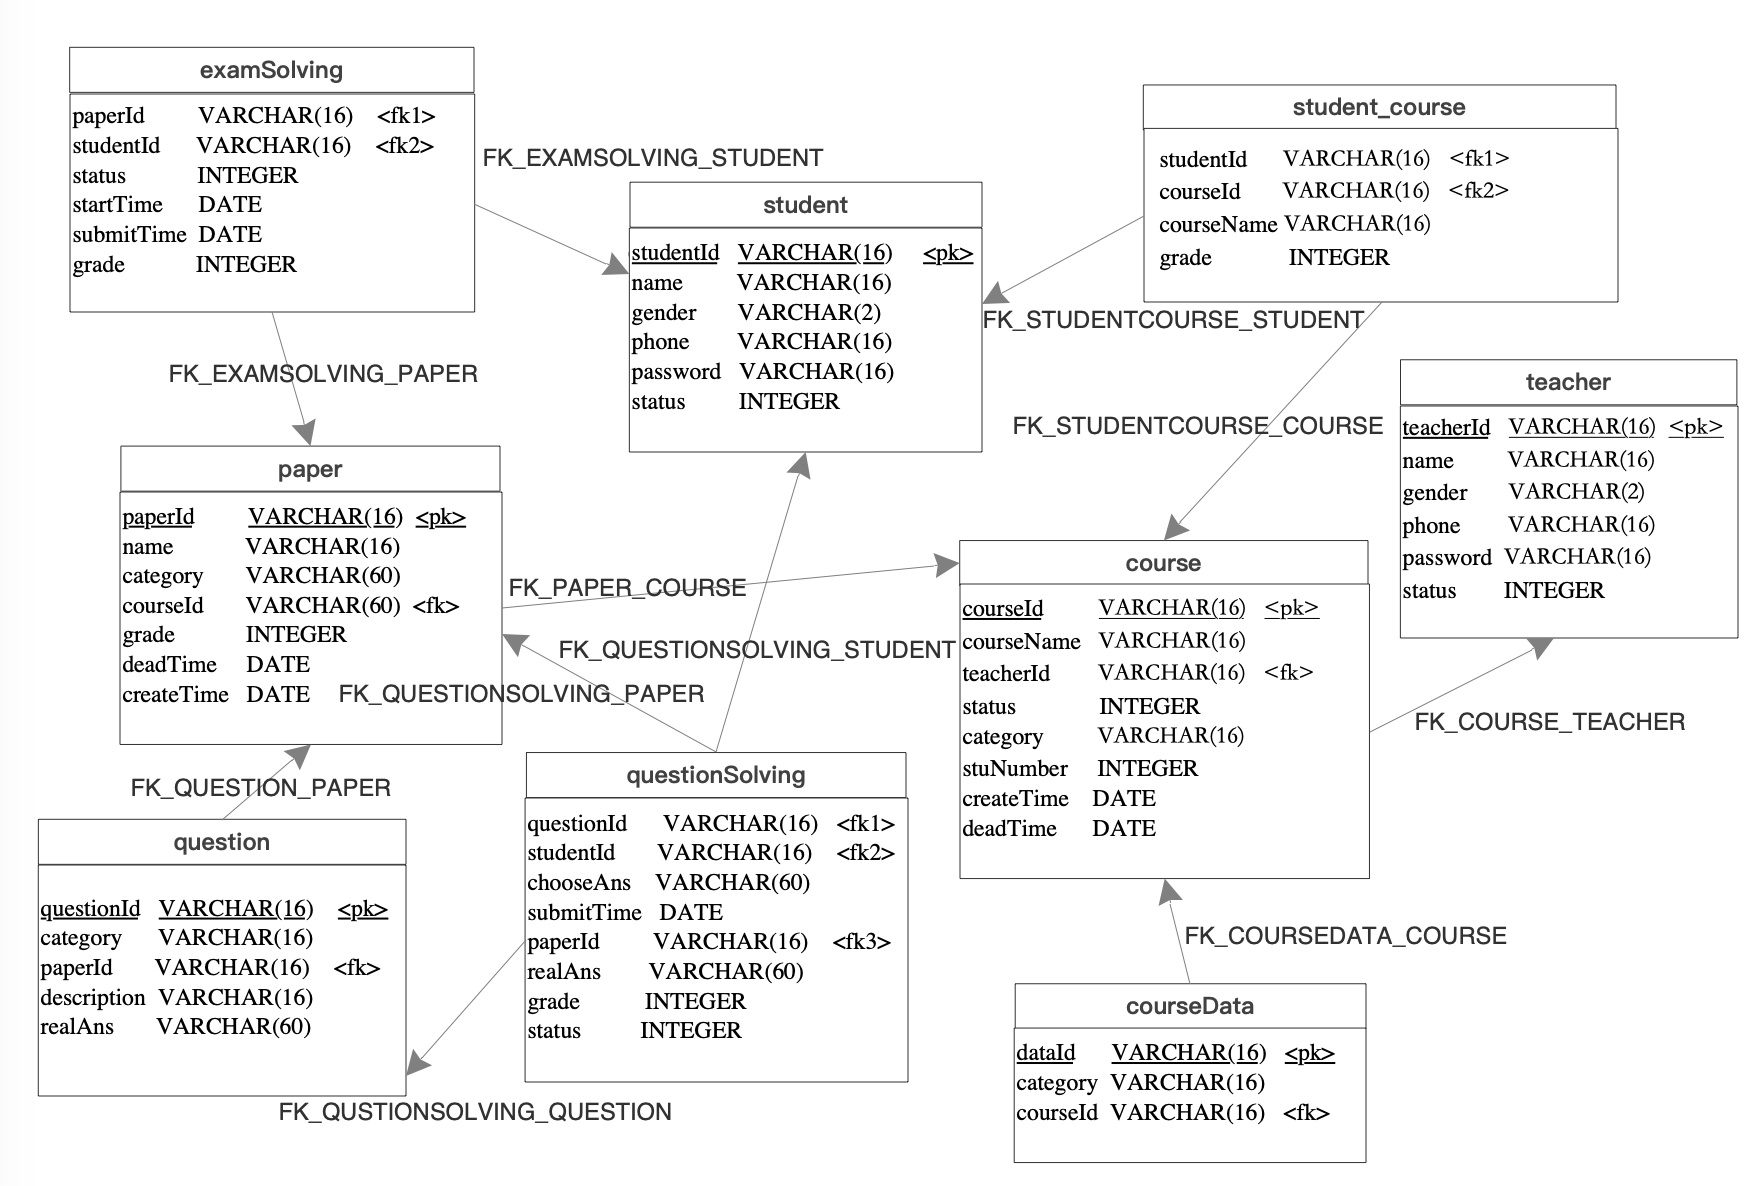 examSolving
paperId VARCHAR(16) <fk1>
studentId VARCHAR(16) <fk2>
status INTEGER
startTime DATE
submitTime DATE
grade INTEGER
FK_EXAMSOLVING_STUDENT
FK_EXAMSOLVING_PAPER
student
studentId VARCHAR(16) <pk>
name VARCHAR(16)
gender VARCHAR(2)
phone VARCHAR(16)
password VARCHAR(16)
status INTEGER
student_course
studentId VARCHAR(16) <fk1>
courseId VARCHAR(16) <fk2>
courseName VARCHAR(16)
grade INTEGER
FK_STUDENTCOURSE_STUDENT
FK_STUDENTCOURSE_COURSE
teacher
teacherId VARCHAR(16) <pk>
name VARCHAR(16)
gender VARCHAR(2)
phone VARCHAR(16)
password VARCHAR(16)
status INTEGER
paper
paperId VARCHAR(16) <pk>
name VARCHAR(16)
category VARCHAR(60)
courseId VARCHAR(60) <fk>
grade INTEGER
deadTime DATE
createTime DATE
FK_PAPER_COURSE
FK_QUESTIONSOLVING_STUDENT
FK_QUESTIONSOLVING_PAPER
course
courseId VARCHAR(16) <pk>
courseName VARCHAR(16)
teacherId VARCHAR(16) <fk>
status INTEGER
category VARCHAR(16)
stuNumber INTEGER
createTime DATE
deadTime DATE
FK_COURSE_TEACHER
FK_QUESTION_PAPER
question
questionId VARCHAR(16) <pk>
category VARCHAR(16)
paperId VARCHAR(16) <fk>
description VARCHAR(16)
realAns VARCHAR(60)
questionSolving
questionId VARCHAR(16) <fk1>
studentId VARCHAR(16) <fk2>
chooseAns VARCHAR(60)
submitTime DATE
paperId VARCHAR(16) <fk3>
realAns VARCHAR(60)
grade INTEGER
status INTEGER
FK_QUSTIONSOLVING_QUESTION
FK_COURSEDATA_COURSE
courseData
dataId VARCHAR(16) <pk>
category VARCHAR(16)
courseId VARCHAR(16) <fk>